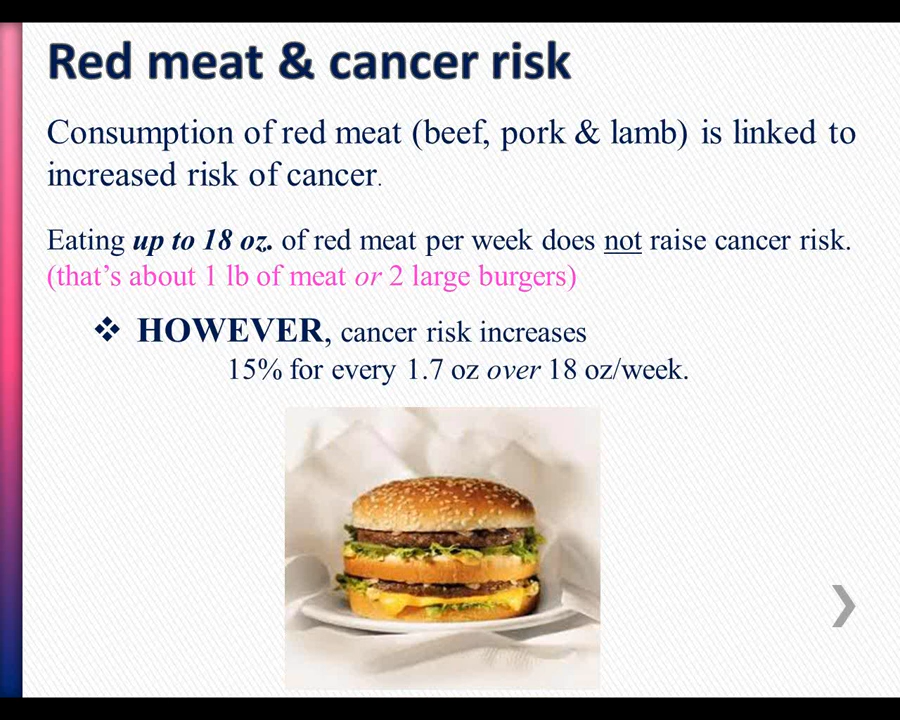 Red meat & cancer risk
Consumption of red meat (beef, pork & lamb) is linked to
increased risk of cancer.
Eating up to 18 oz. of red meat per week does not raise cancer risk.
(that’s about 1 lb of meat or 2 large burgers)
❖ HOWEVER, cancer risk increases
15% for every 1.7 oz over 18 oz/week.